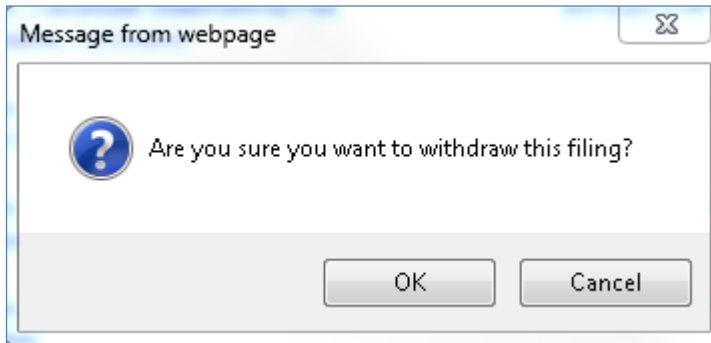 Message from webpage
Are you sure you want to withdraw this filing?
OK
Cancel